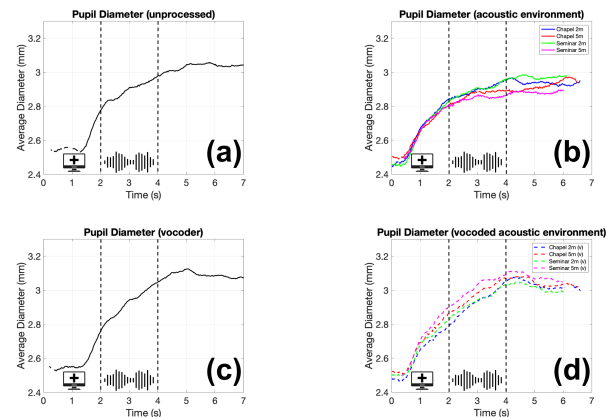 Pupil Diameter (unprocessed)
Average Diameter (mm)
3
2.8
2.6
2.4
0 1 2 3 4 5 6 7
Time (s)
(a)
Pupil Diameter (acoustic environment)
Chapel 2m
Chapel 5m
Seminar 2m
Seminar 5m
Average Diameter (mm)
3
2.8
2.6
2.4
0 1 2 3 4 5 6 7
Time (s)
(b)
Pupil Diameter (vocoder)
Average Diameter (mm)
3.2
3
2.8
2.6
2.4
0 1 2 3 4 5 6 7
Time (s)
(c)
Pupil Diameter (vocoded acoustic environment)
Chapel 2m (v)
Chapel 5m (v)
Seminar 2m (v)
Seminar 5m (v)
Average Diameter (mm)
3.2
3
2.8
2.6
2.4
0 1 2 3 4 5 6 7
Time (s)
(d)